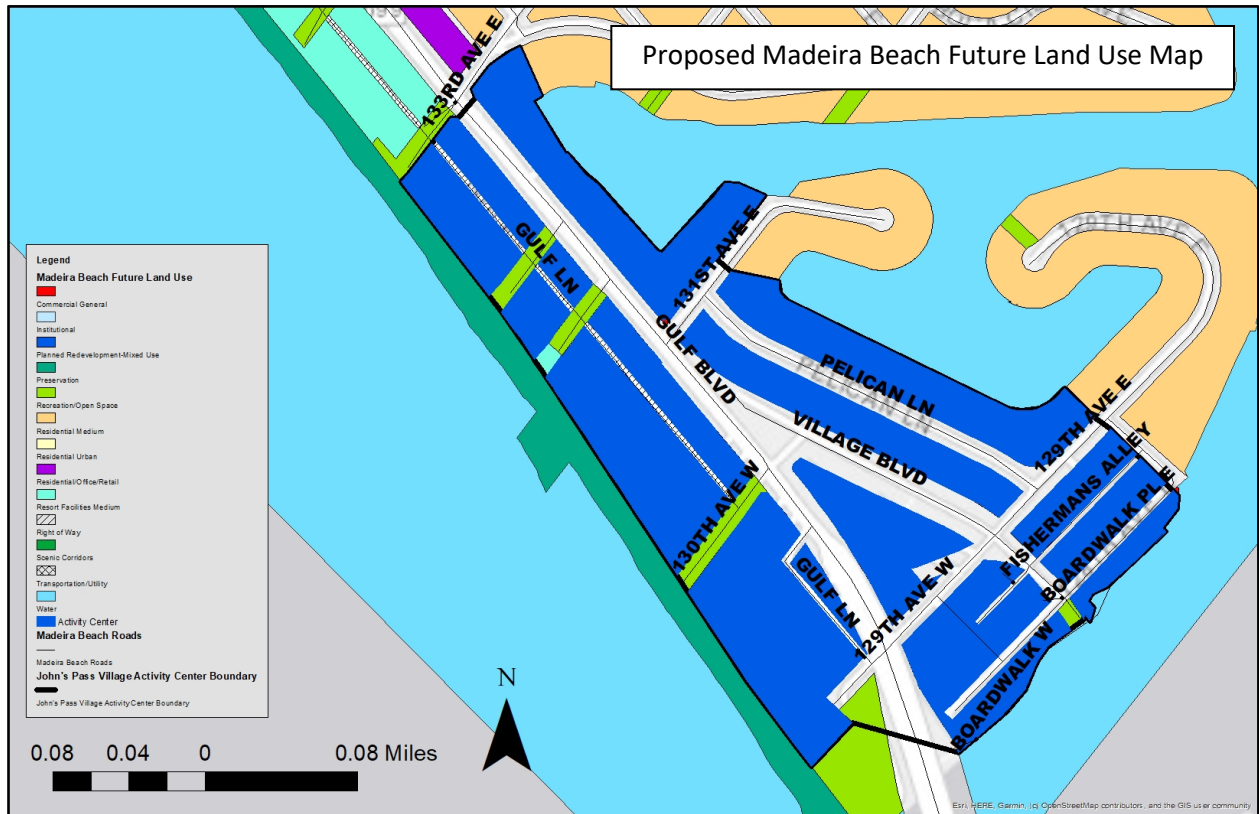 Proposed Madeira Beach Future Land Use Map
133RD AVE E
GULF LN
131ST AVE E
GULF BLVD
PELICAN LN
PELICAN LN
VILLAGE BLVD
129TH AVE E
129TH AVE E
FISHERMANS ALLEY
BOARDWALK PL E
130TH AVE W
GULF LN
129TH AVE W
BOARDWALK W
Legend
Madeira Beach Future Land Use
Commercial General
Institutional
Planned Redevelopment-Mixed Use
Preservation
Recreation/Open Space
Residential Medium
Residential Urban
Residential/Office/Retail
Resort Facilities Medium
Right of Way
Scenic Corridors
Transportation/Utility
Water
Activity Center
Madeira Beach Roads
Madeira Beach Roads
John's Pass Village Activity Center Boundary
John's Pass Village Activity Center Boundary
N
0.08 0.04 0 0.08 Miles
Esri, HERE, Garmin, (c) OpenStreetMap contributors, and the GIS user community